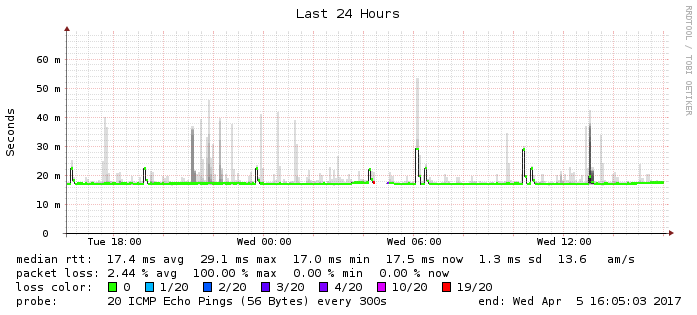 Last 24 Hours
RRDTOOL / TOBI OETIKER
Seconds
60 m
50 m
40 m
30 m
20 m
10 m
0
Tue 18:00 Wed 00:00 Wed 06:00 Wed 12:00
median rtt: 17.4 ms avg 29.1 ms max 17.0 ms min 17.5 ms now 1.3 ms sd 13.6 am/s
packet loss: 2.44 % avg 100.00 % max 0.00 % min 0.00 % now
loss color: 0 1/20 2/20 3/20 4/20 10/20 19/20
probe: 20 ICMP Echo Pings (56 Bytes) every 300s end: Wed Apr 5 16:05:03 2017